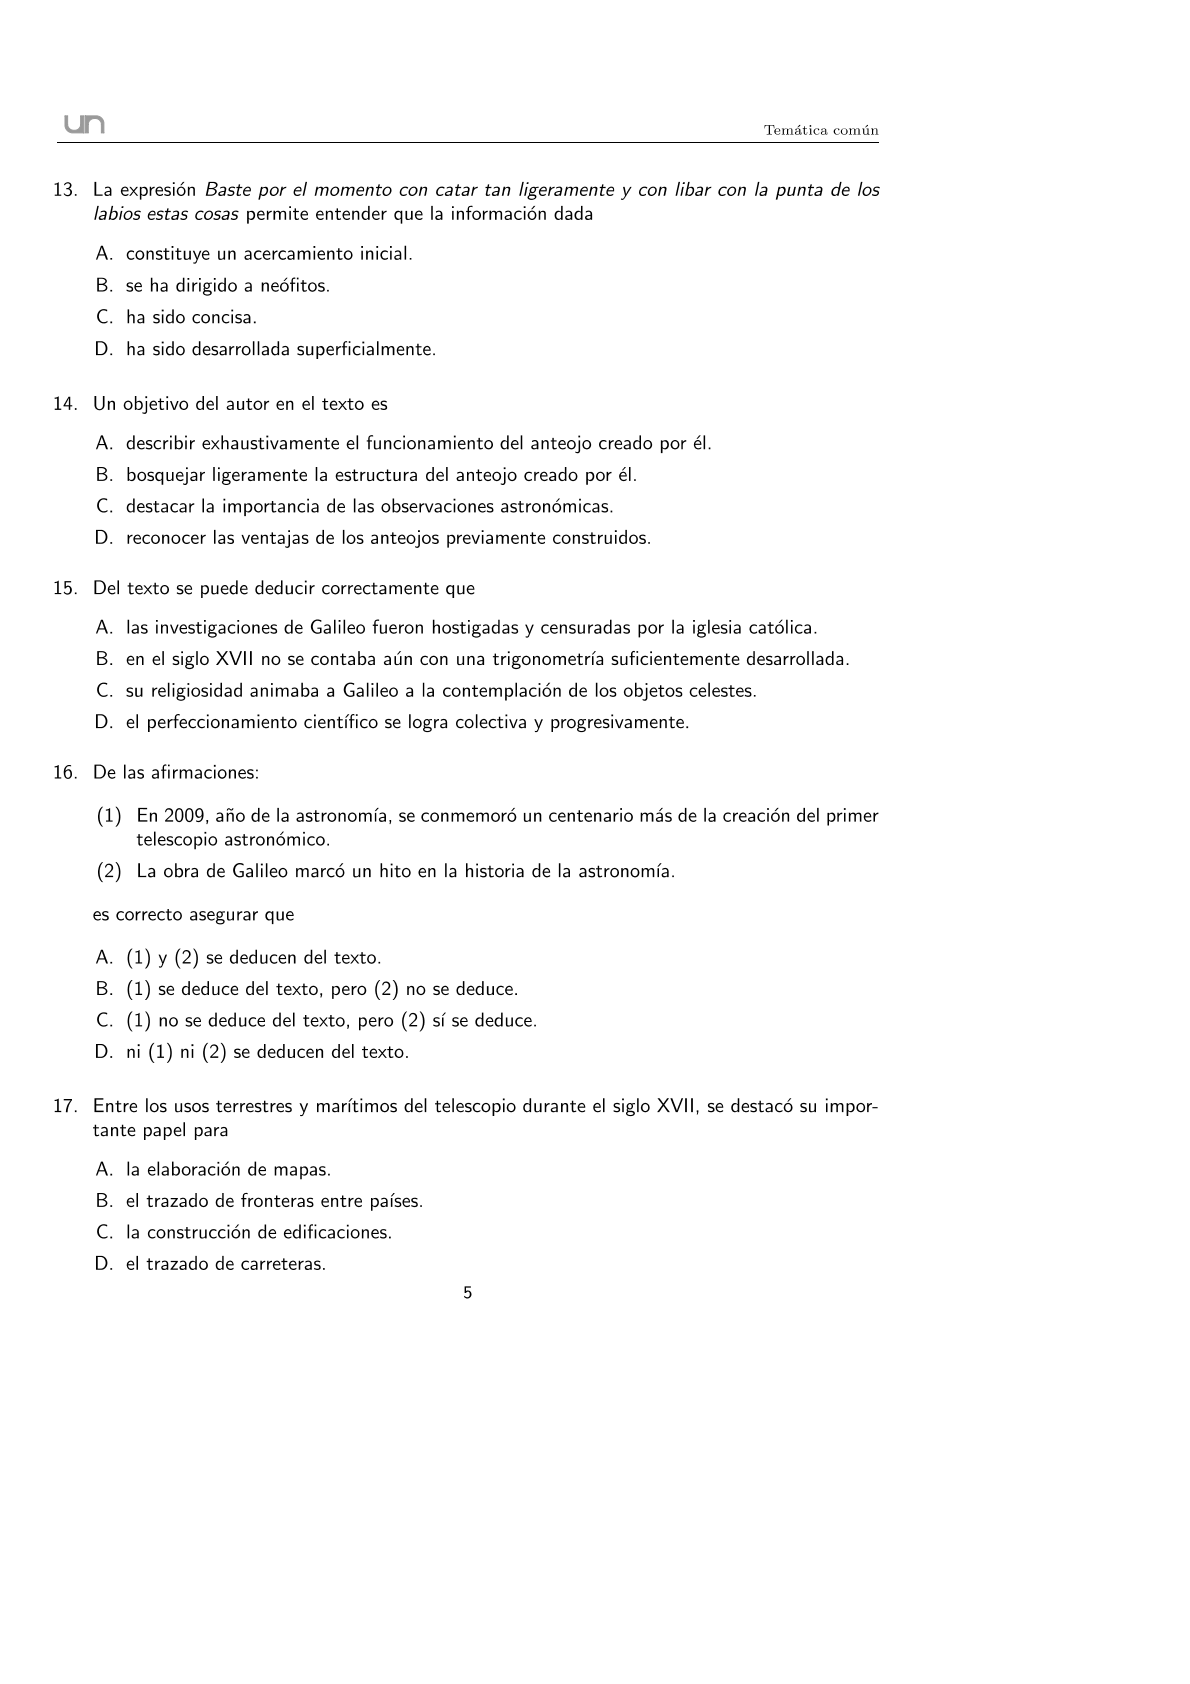 un
Temática común
13. La expresión Baste por el momento con catar tan ligeramente y con libar con la punta de los
labios estas cosas permite entender que la información dada
A. constituye un acercamiento inicial.
B. se ha dirigido a neófitos.
C. ha sido concisa.
D. ha sido desarrollada superficialmente.
14. Un objetivo del autor en el texto es
A. describir exhaustivamente el funcionamiento del anteojo creado por él.
B. bosquejar ligeramente la estructura del anteojo creado por él.
C. destacar la importancia de las observaciones astronómicas.
D. reconocer las ventajas de los anteojos previamente construidos.
15. Del texto se puede deducir correctamente que
A. las investigaciones de Galileo fueron hostigadas y censuradas por la iglesia católica.
B. en el siglo XVII no se contaba aún con una trigonometría suficientemente desarrollada.
C. su religiosidad animaba a Galileo a la contemplación de los objetos celestes.
D. el perfeccionamiento científico se logra colectiva y progresivamente.
16. De las afirmaciones:
(1) En 2009, año de la astronomía, se conmemoró un centenario más de la creación del primer
telescopio astronómico.
(2) La obra de Galileo marcó un hito en la historia de la astronomía.
es correcto asegurar que
A. (1) y (2) se deducen del texto.
B. (1) se deduce del texto, pero (2) no se deduce.
C. (1) no se deduce del texto, pero (2) sí se deduce.
D. ni (1) ni (2) se deducen del texto.
17. Entre los usos terrestres y marítimos del telescopio durante el siglo XVII, se destacó su impor-
tante papel para
A. la elaboración de mapas.
B. el trazado de fronteras entre países.
C. la construcción de edificaciones.
D. el trazado de carreteras.
5